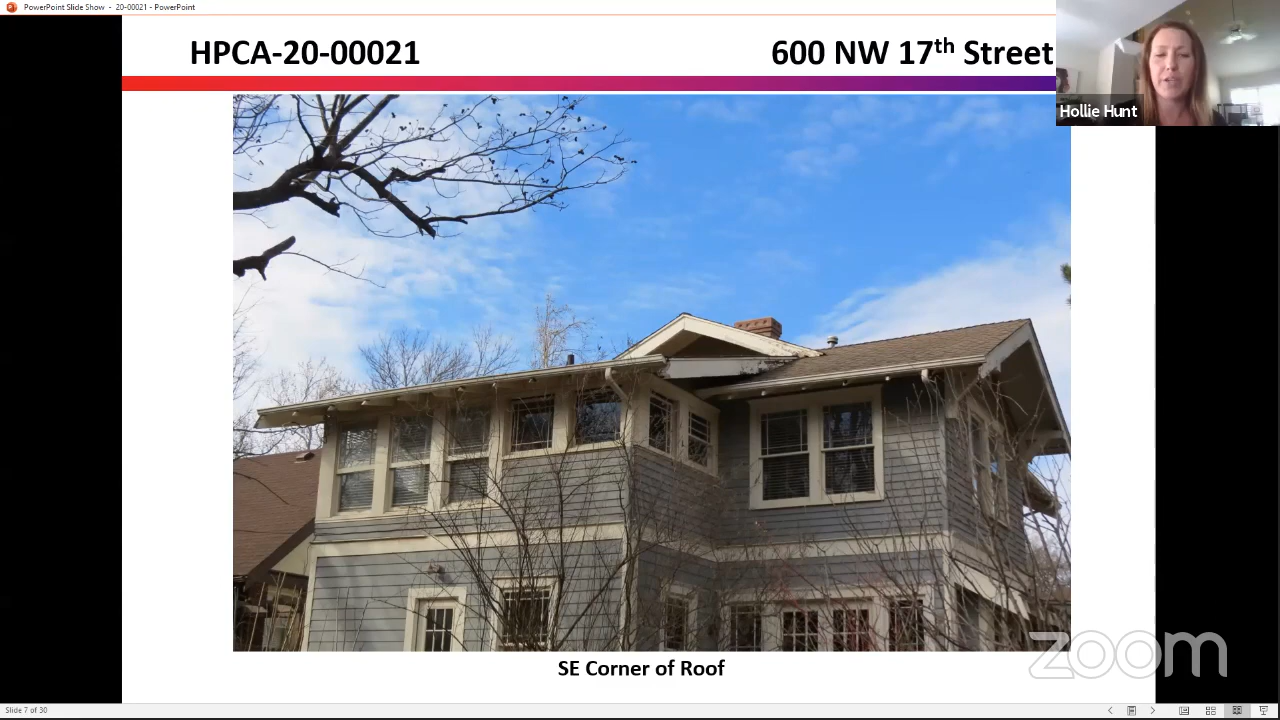 PowerPoint Slide Show - 20-00021 - PowerPoint
HPCA-20-00021
600 NW 17th Street
Hollie Hunt
SE Corner of Roof
zoom
Slide 7 of 30